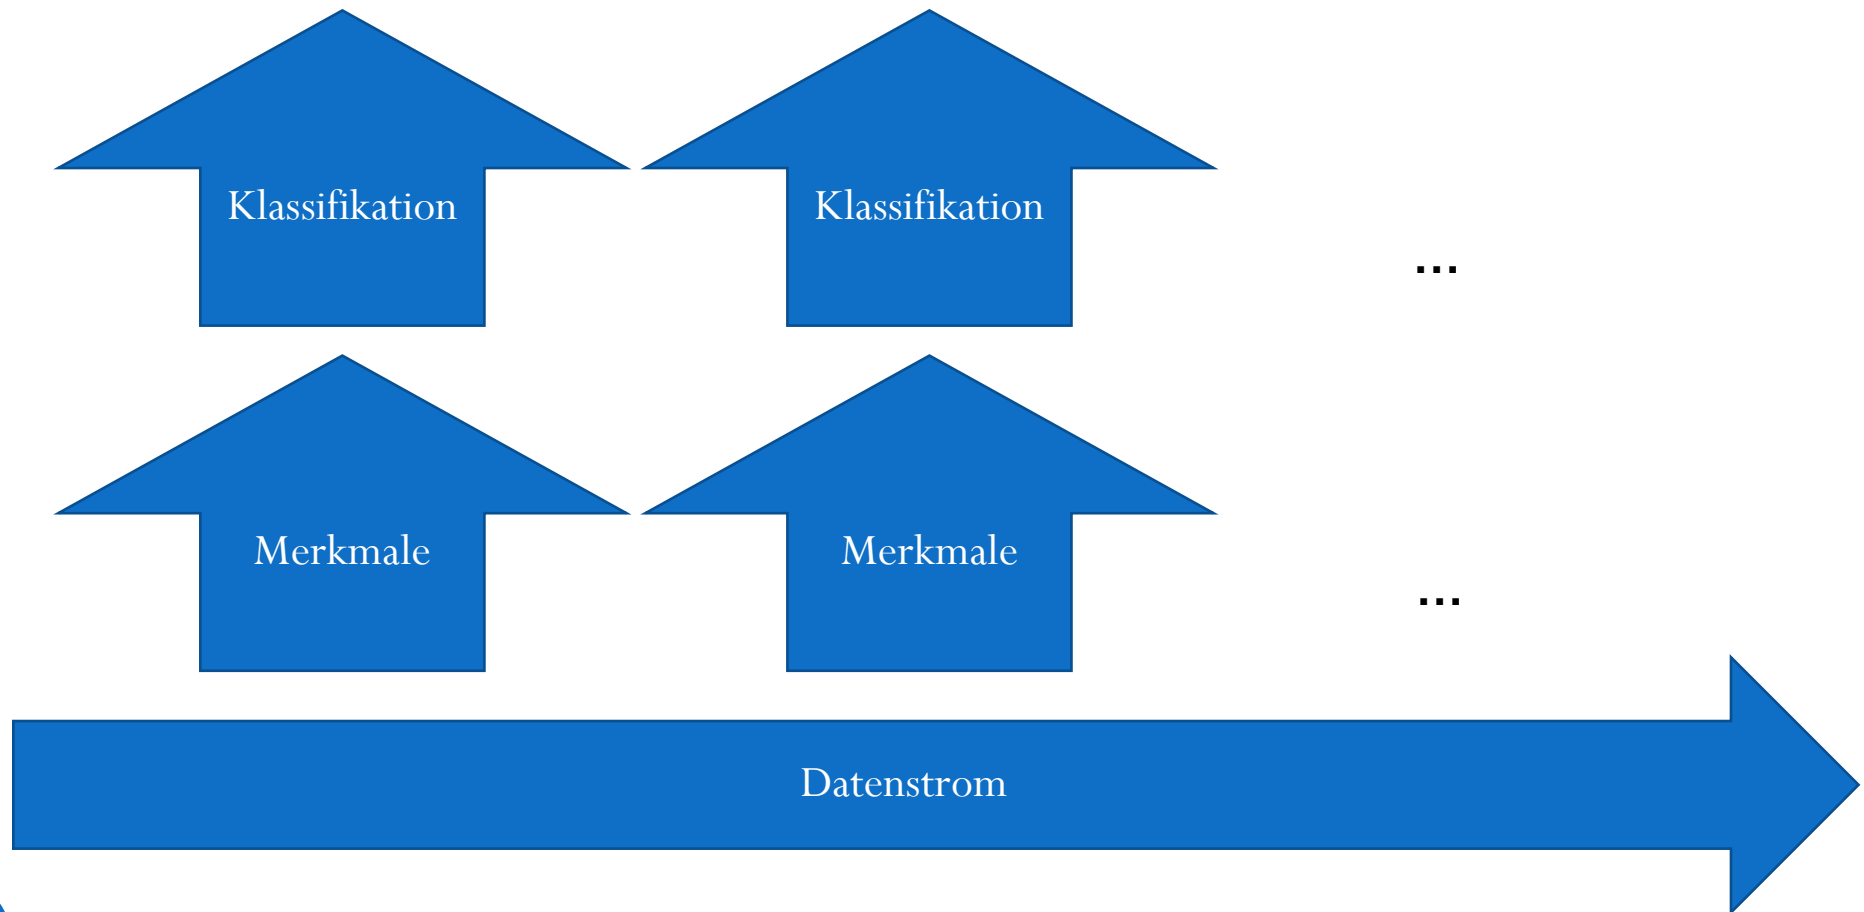 Klassifikation
Klassifikation
...
Merkmale
Merkmale
...
Datenstrom